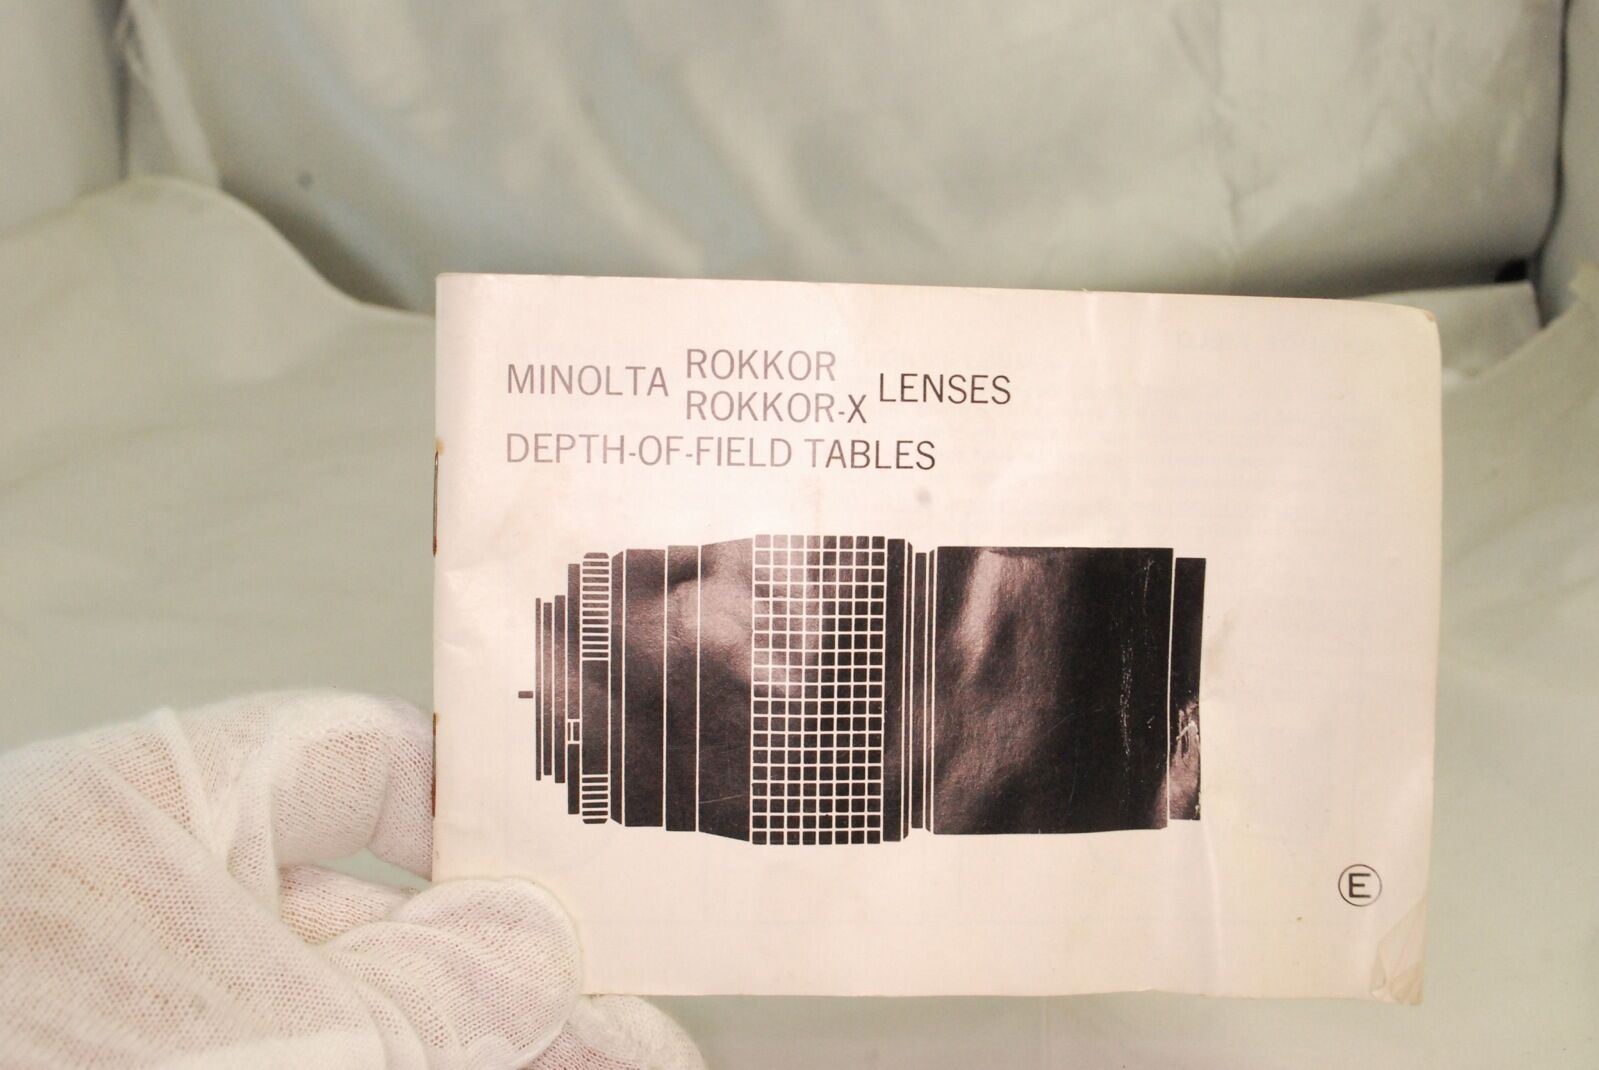 MINOLTA ROKKOR LENSES
ROKKOR-X
DEPTH-OF-FIELD TABLES
E